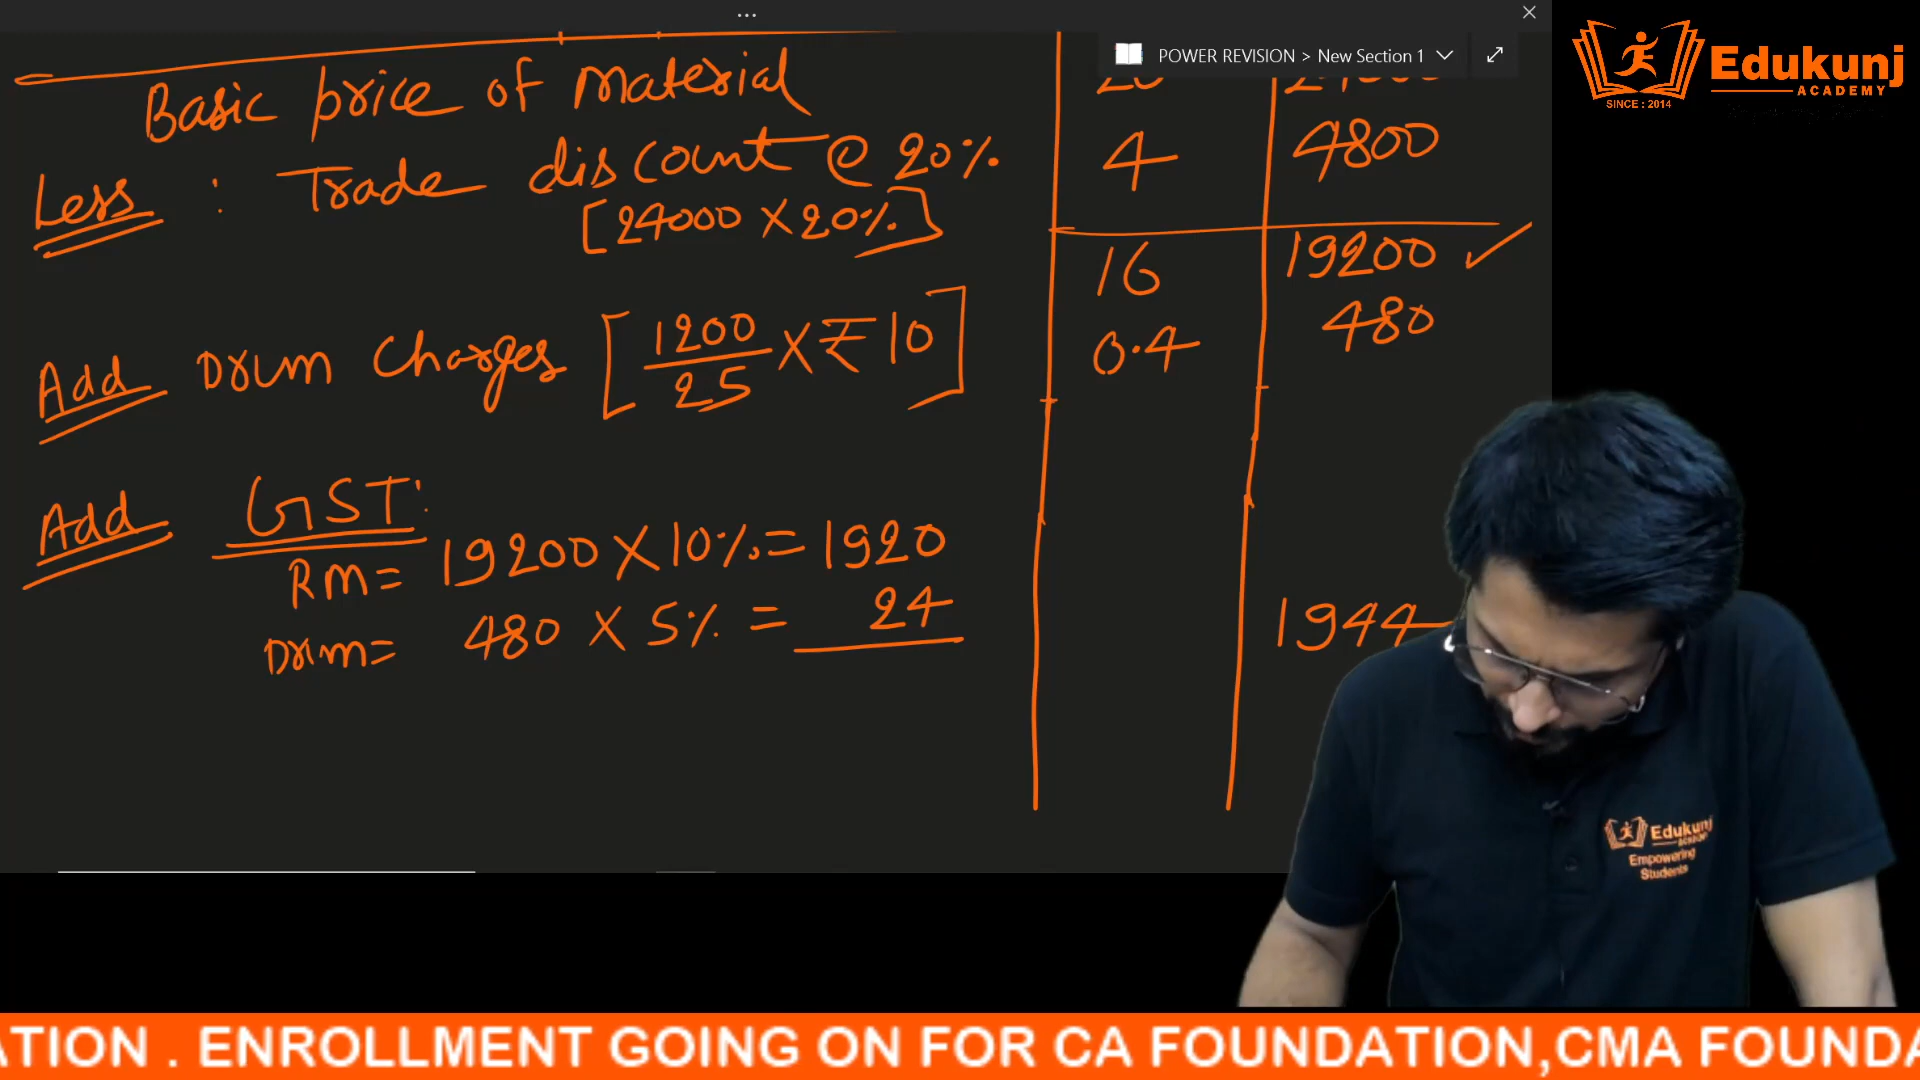 POWER REVISION > New Section 1
Edukunj
ACADEMY
SINCE : 2014
Basic price of material
Less : Trade discount @ 20% 4 4800
[24000 X 20%]
16 19200 ✓
Add Drum Charges [1200/25 X ₹ 10] 0.4 480
Add GST:
RM = 19200 X 10% = 1920
Drum = 480 X 5% = 24 1944
Edukunj
ACADEMY
Empowering
Students
ATION . ENROLLMENT GOING ON FOR CA FOUNDATION,CMA FOUNDA